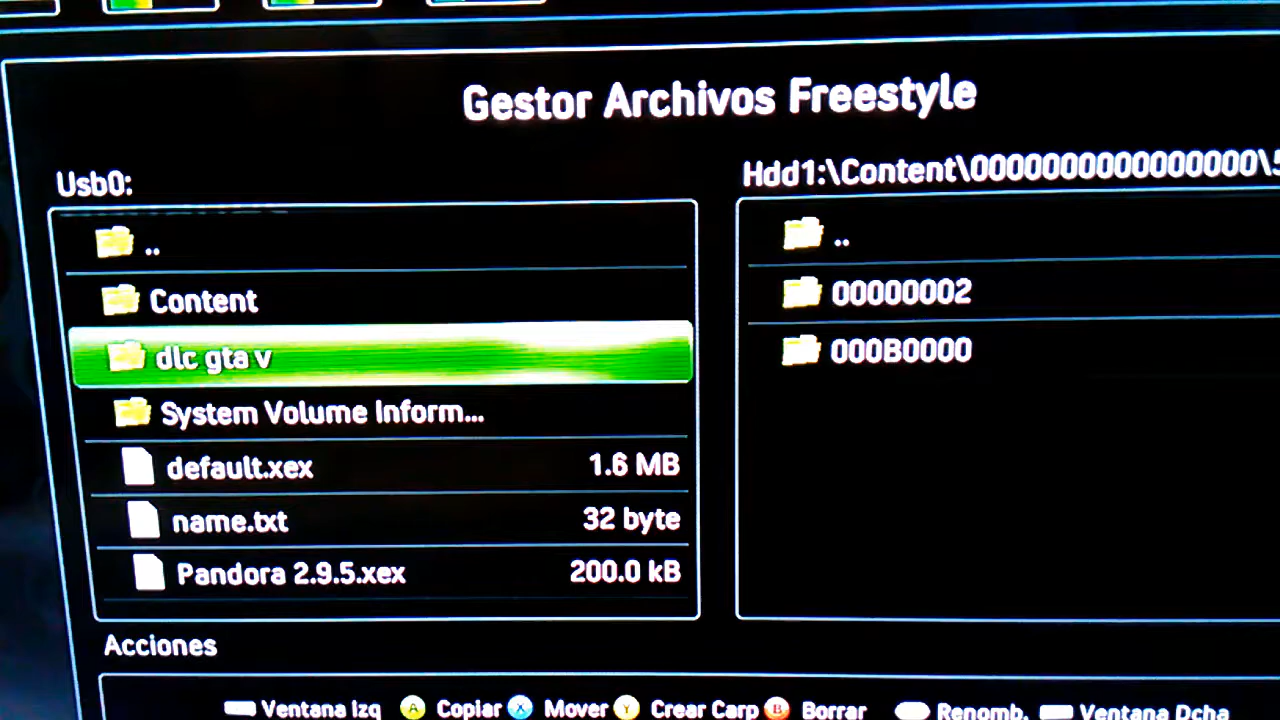 Gestor Archivos Freestyle
Usb0:
..
Content
dlc gta v
System Volume Inform...
default.xex 1.6 MB
name.txt 32 byte
Pandora 2.9.5.xex 200.0 kB
Hdd1:\Content\0000000000000000\5
..
00000002
000B0000
Acciones
Ventana Izq A Copiar X Mover Y Crear Carp B Borrar Renomb. Ventana Dcha